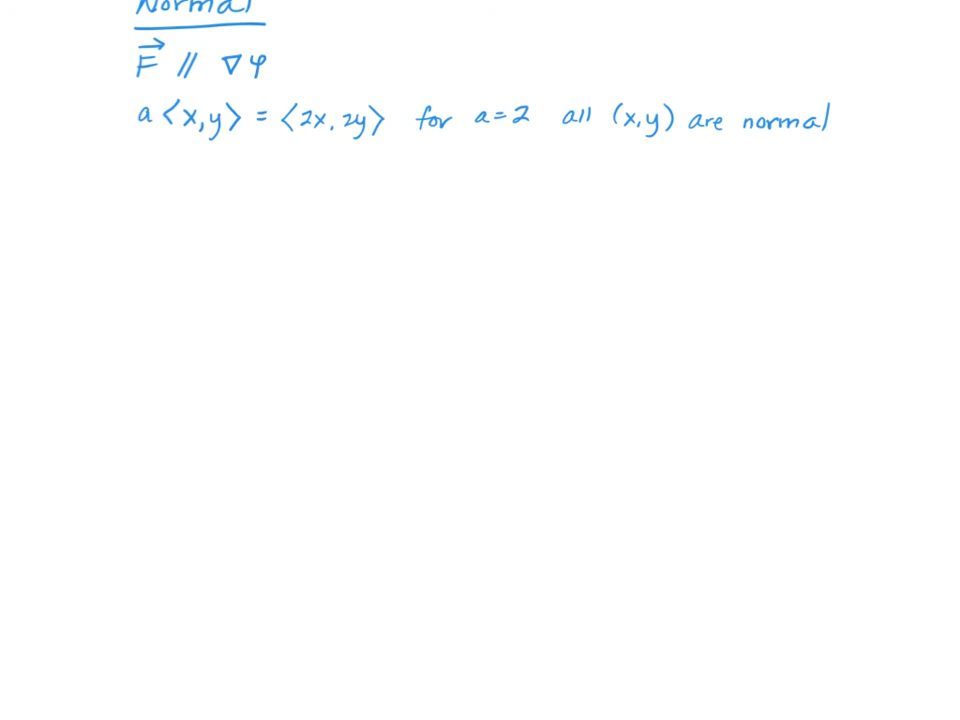 Normal
F⃗ // ∇φ
a⟨x,y⟩ = ⟨2x, 2y⟩ for a=2 all (x,y) are normal